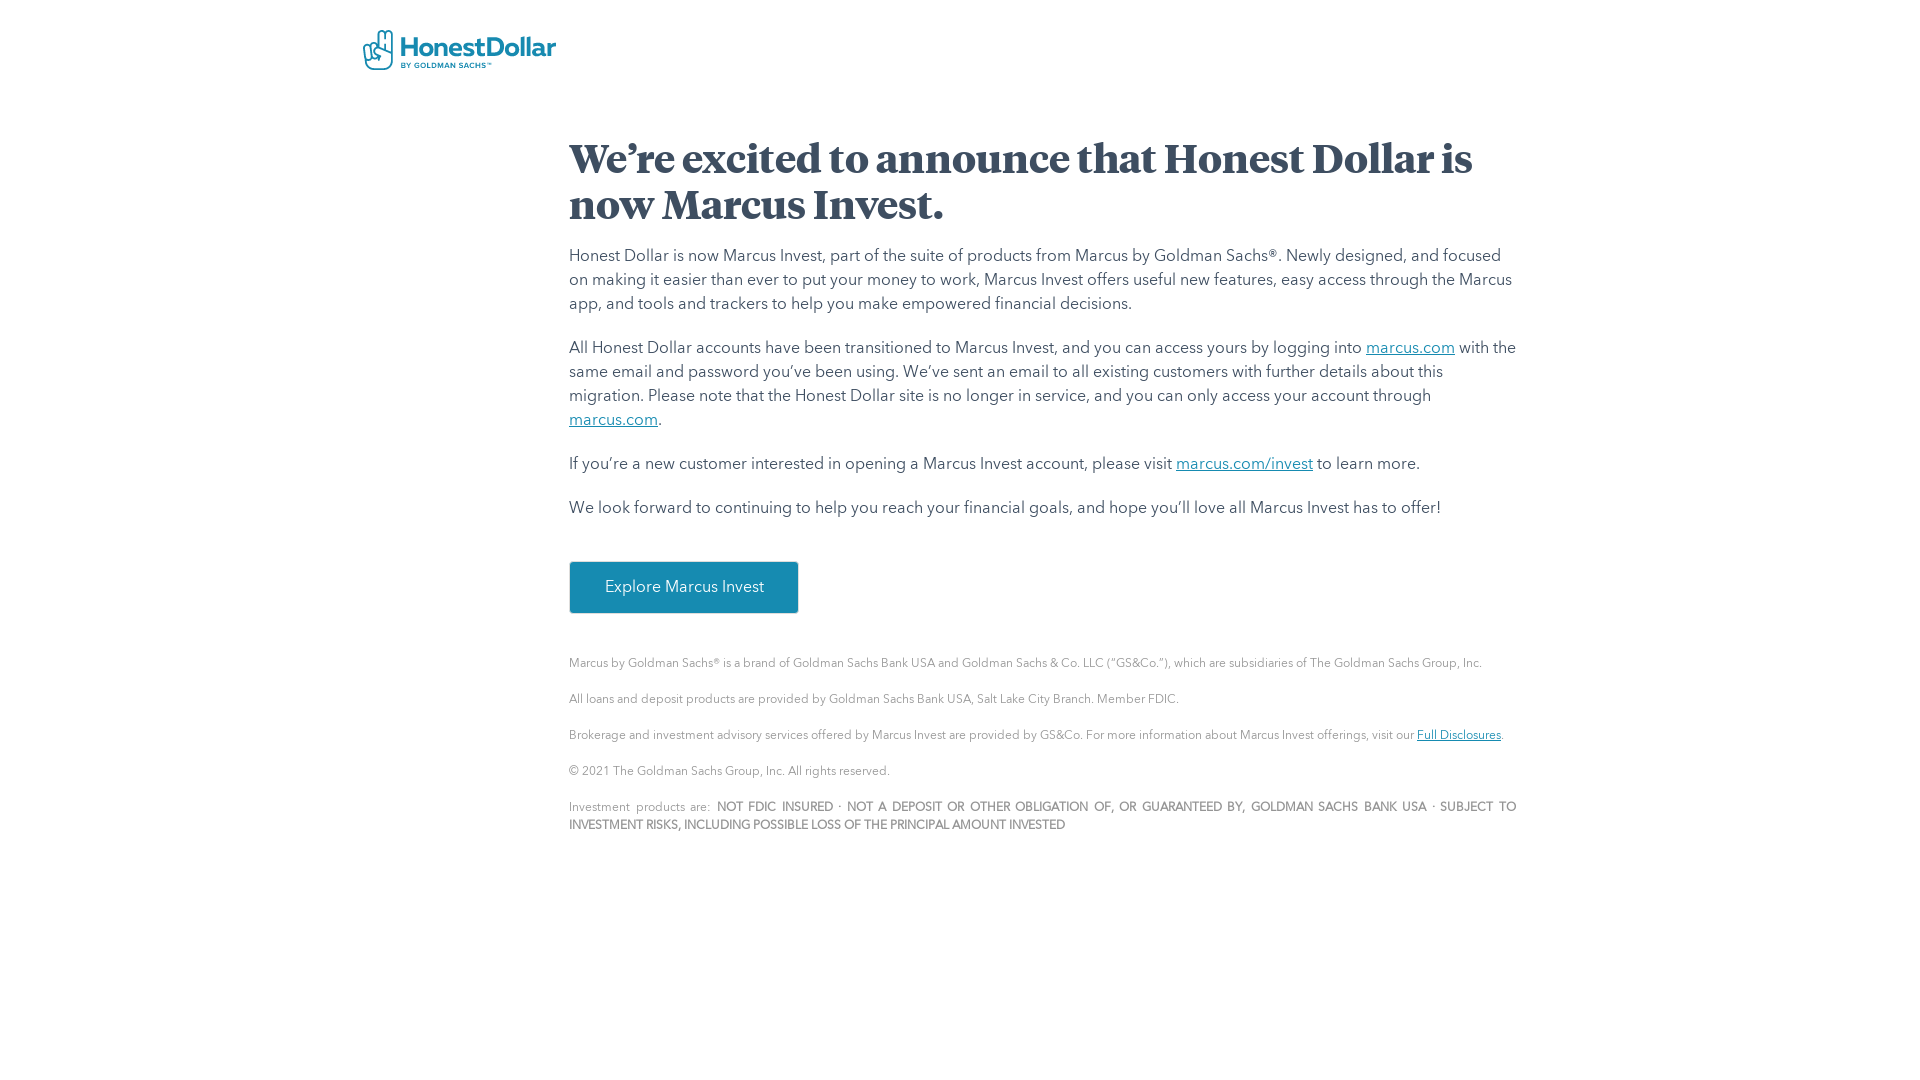 HonestDollar
BY GOLDMAN SACHS™
We’re excited to announce that Honest Dollar is
now Marcus Invest.
Honest Dollar is now Marcus Invest, part of the suite of products from Marcus by Goldman Sachs®. Newly designed, and focused
on making it easier than ever to put your money to work, Marcus Invest offers useful new features, easy access through the Marcus
app, and tools and trackers to help you make empowered financial decisions.
All Honest Dollar accounts have been transitioned to Marcus Invest, and you can access yours by logging into marcus.com with the
same email and password you’ve been using. We’ve sent an email to all existing customers with further details about this
migration. Please note that the Honest Dollar site is no longer in service, and you can only access your account through
marcus.com.
If you’re a new customer interested in opening a Marcus Invest account, please visit marcus.com/invest to learn more.
We look forward to continuing to help you reach your financial goals, and hope you’ll love all Marcus Invest has to offer!
Explore Marcus Invest
Marcus by Goldman Sachs® is a brand of Goldman Sachs Bank USA and Goldman Sachs & Co. LLC (“GS&Co.”), which are subsidiaries of The Goldman Sachs Group, Inc.
All loans and deposit products are provided by Goldman Sachs Bank USA, Salt Lake City Branch. Member FDIC.
Brokerage and investment advisory services offered by Marcus Invest are provided by GS&Co. For more information about Marcus Invest offerings, visit our Full Disclosures.
© 2021 The Goldman Sachs Group, Inc. All rights reserved.
Investment products are: NOT FDIC INSURED · NOT A DEPOSIT OR OTHER OBLIGATION OF, OR GUARANTEED BY, GOLDMAN SACHS BANK USA · SUBJECT TO
INVESTMENT RISKS, INCLUDING POSSIBLE LOSS OF THE PRINCIPAL AMOUNT INVESTED